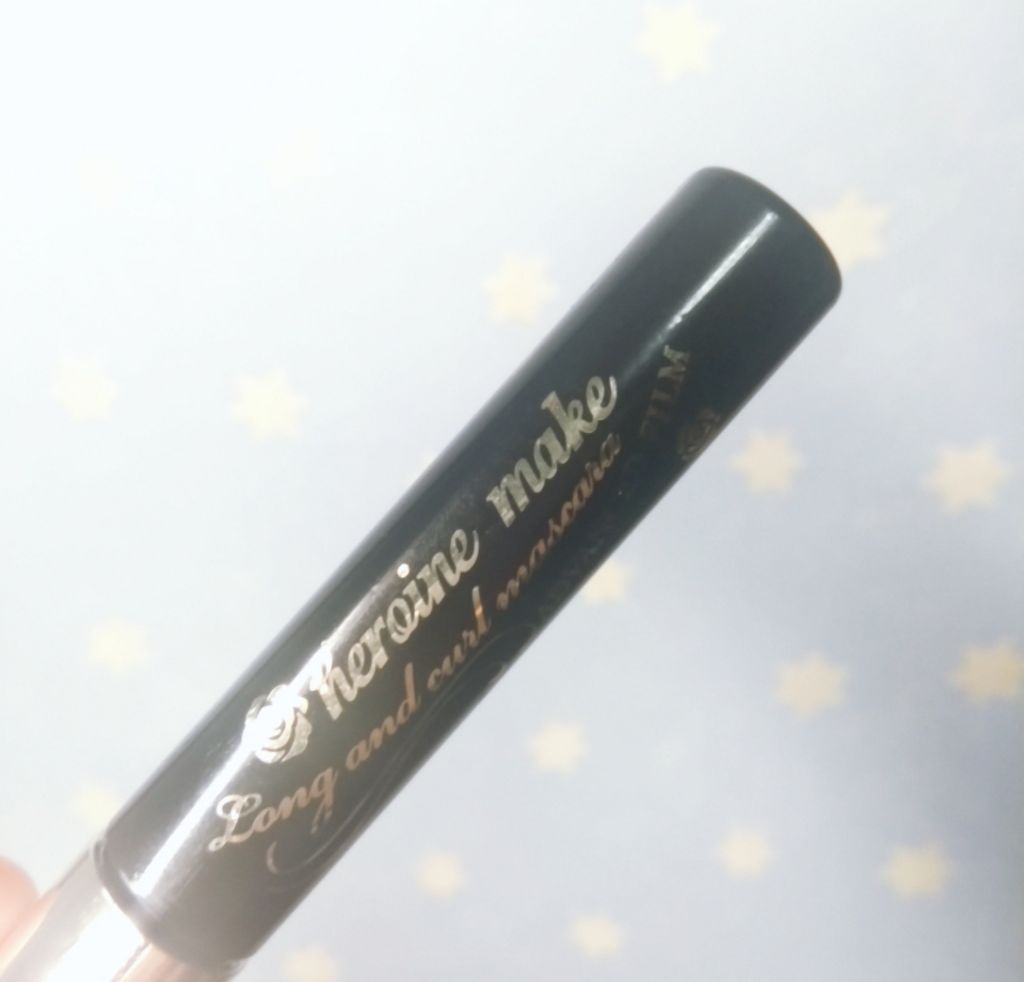 heroine make
Long and curl mascara
FILM